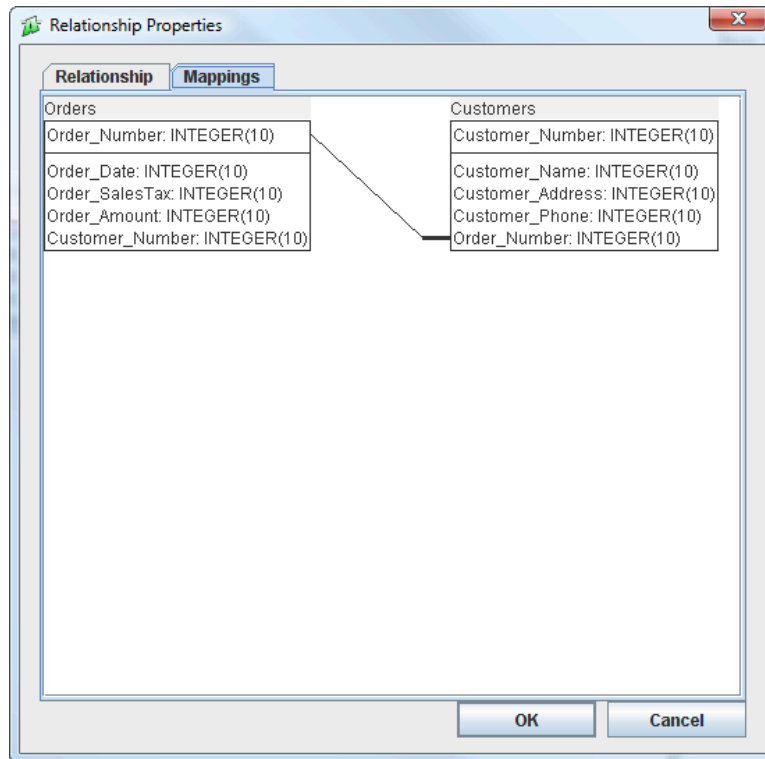 Relationship Properties
Relationship Mappings
Orders
Order_Number: INTEGER(10)
Order_Date: INTEGER(10)
Order_SalesTax: INTEGER(10)
Order_Amount: INTEGER(10)
Customer_Number: INTEGER(10)
Customers
Customer_Number: INTEGER(10)
Customer_Name: INTEGER(10)
Customer_Address: INTEGER(10)
Customer_Phone: INTEGER(10)
Order_Number: INTEGER(10)
OK Cancel